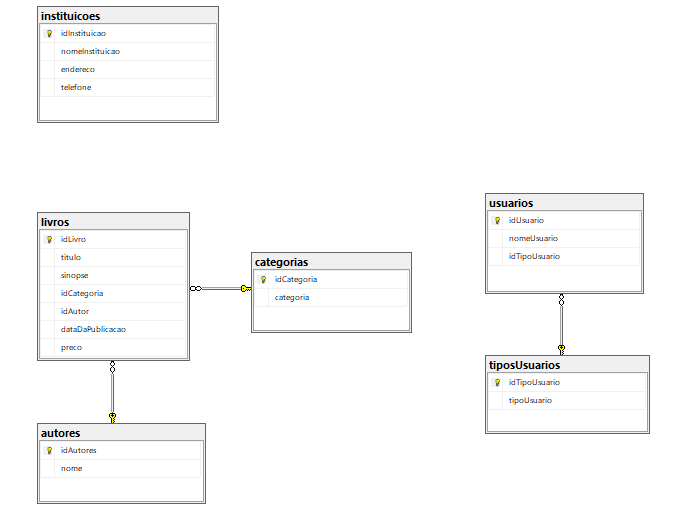 instituicoes
idInstituicao
nomeInstituicao
endereco
telefone
livros
idLivro
titulo
sinopse
idCategoria
idAutor
dataDaPublicacao
preco
categorias
idCategoria
categoria
autores
idAutores
nome
usuarios
idUsuario
nomeUsuario
idTipoUsuario
tiposUsuarios
idTipoUsuario
tipoUsuario